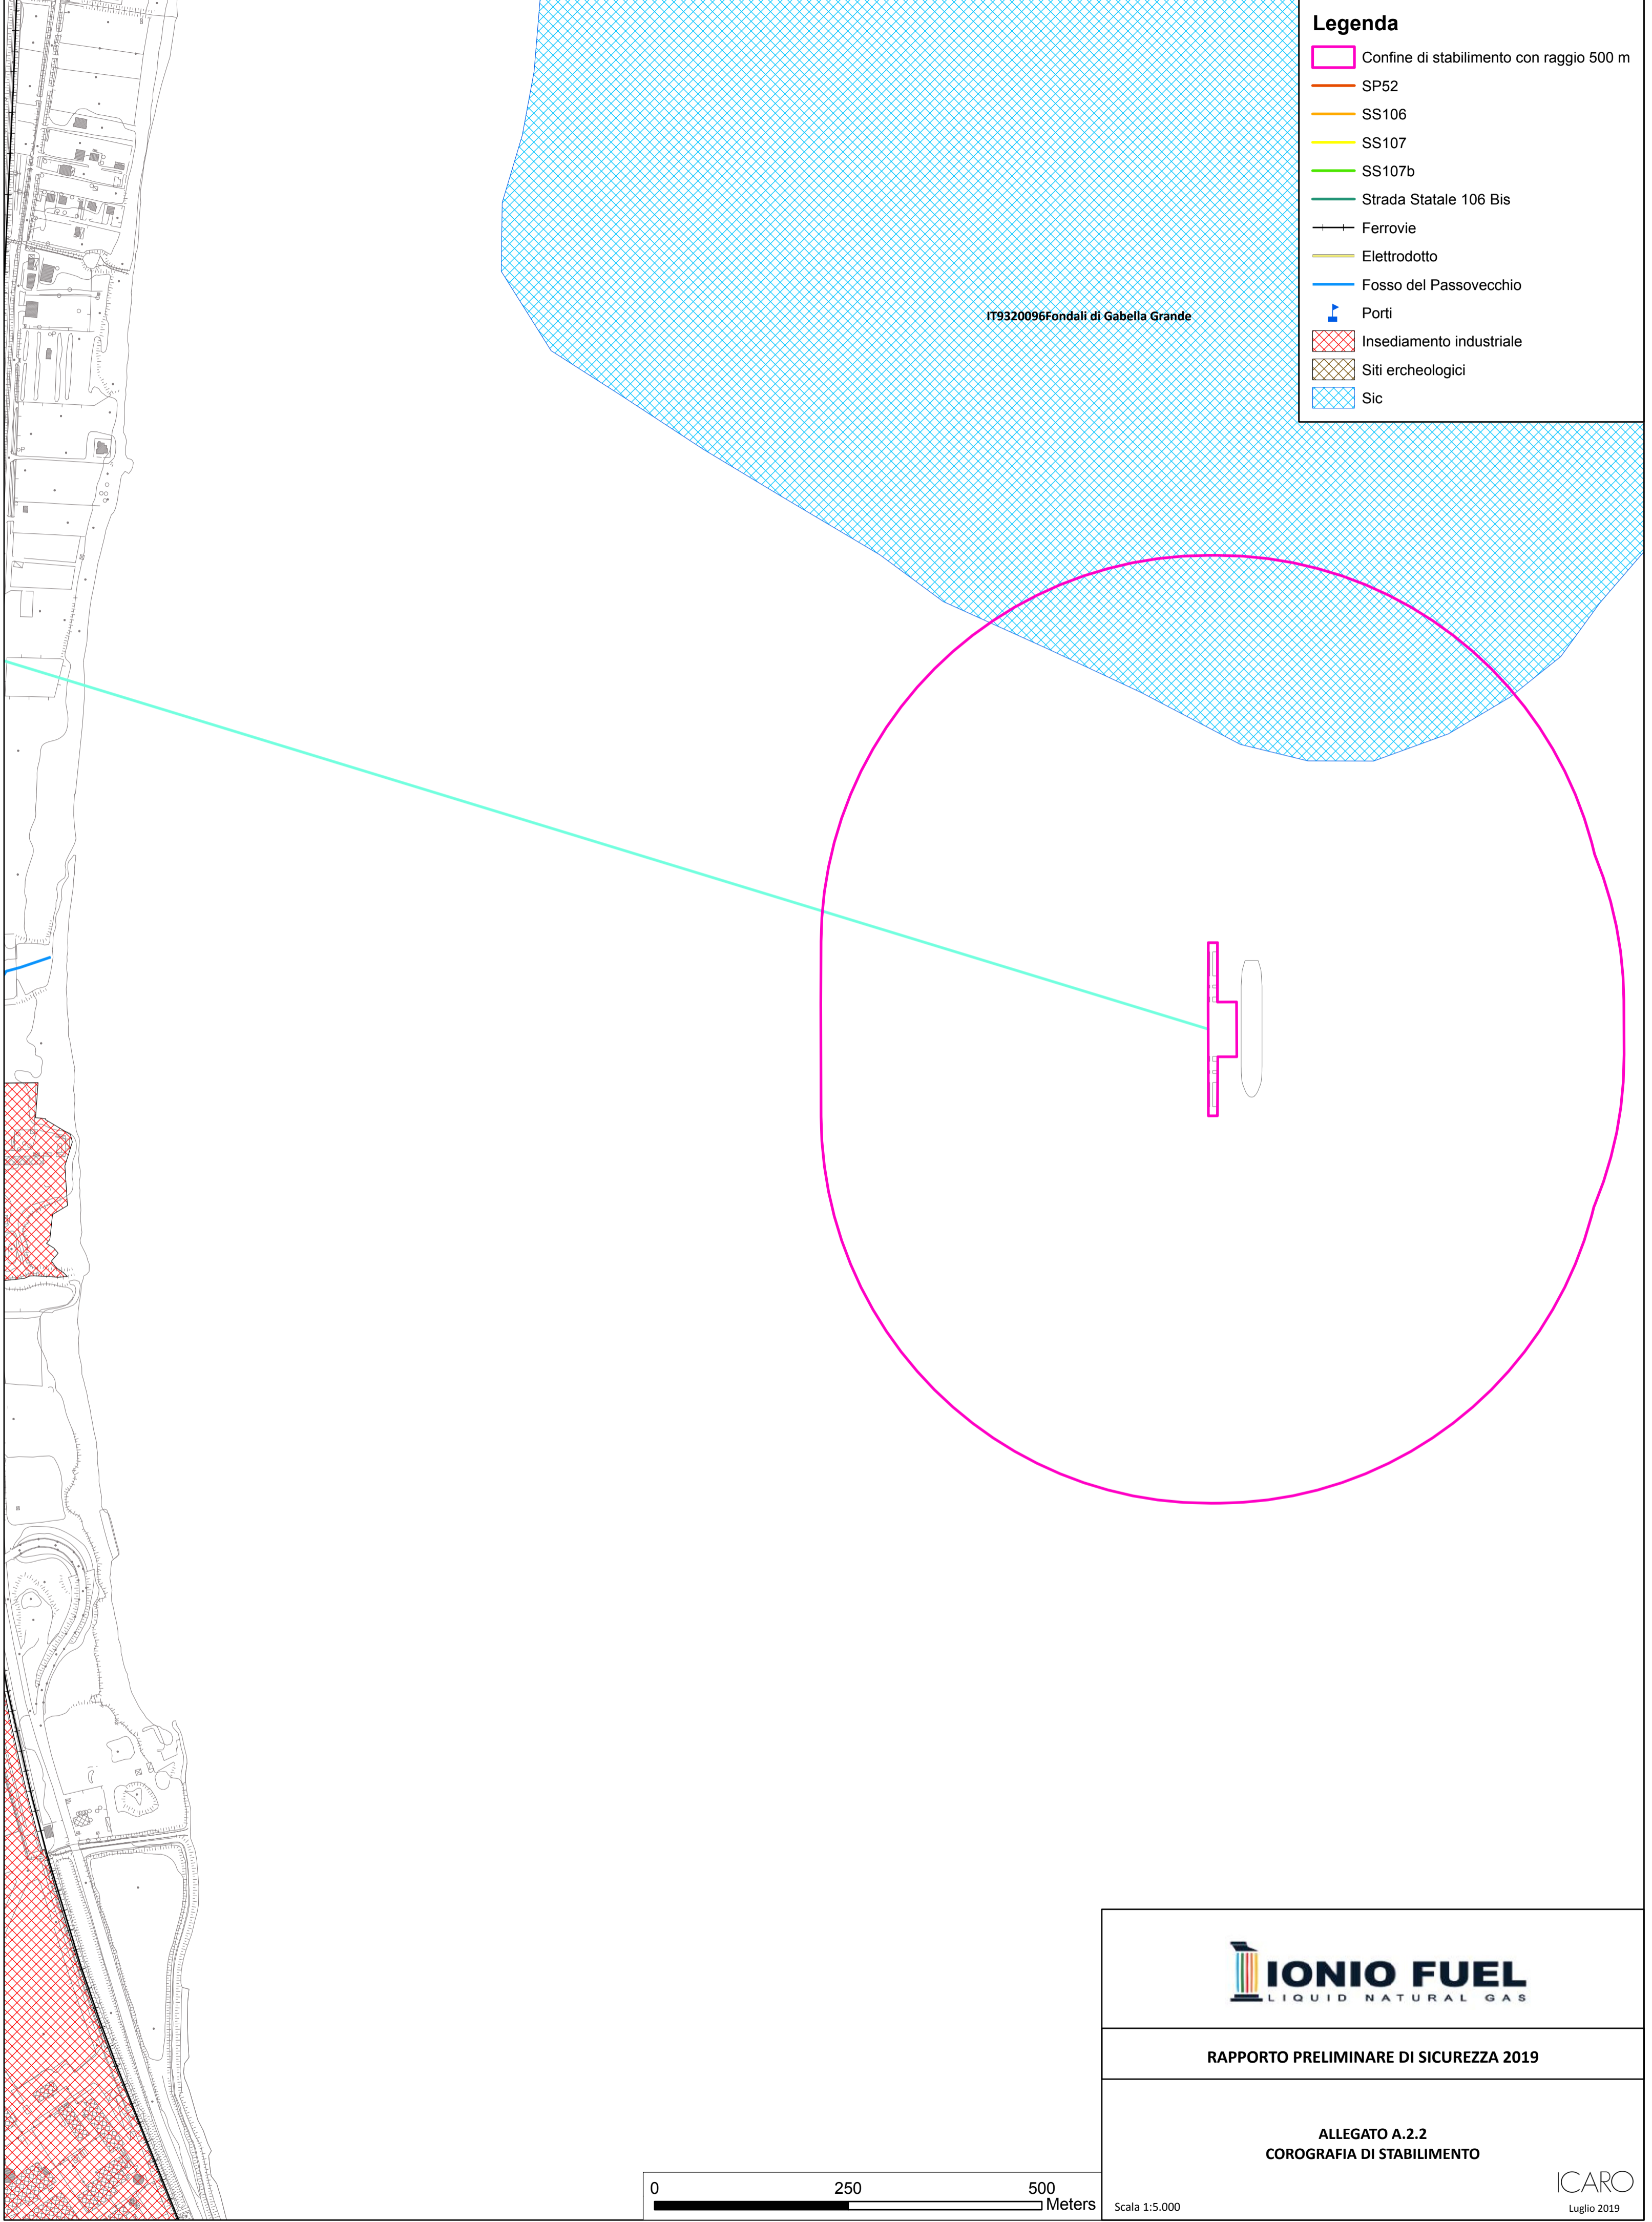 Legenda
Confine di stabilimento con raggio 500 m
SP52
SS106
SS107
SS107b
Strada Statale 106 Bis
Ferrovie
Elettrodotto
Fosso del Passovecchio
Porti
Insediamento industriale
Siti ercheologici
Sic
IT9320096Fondali di Gabella Grande
IONIO FUEL
LIQUID NATURAL GAS
RAPPORTO PRELIMINARE DI SICUREZZA 2019
ALLEGATO A.2.2
COROGRAFIA DI STABILIMENTO
0 250 500
Meters
Scala 1:5.000
ICARO
Luglio 2019